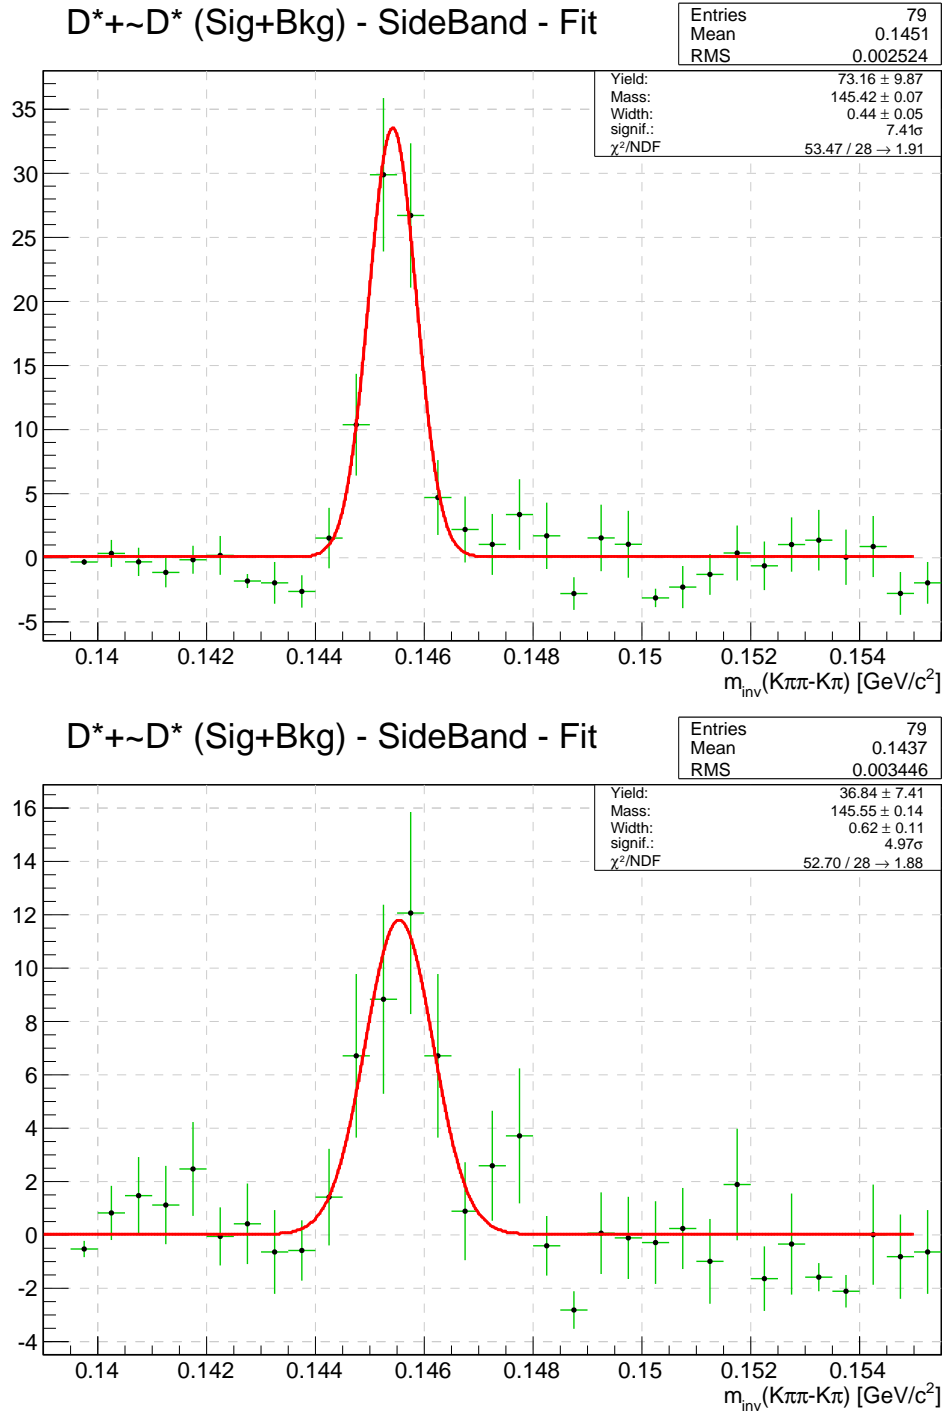 D*+~D* (Sig+Bkg) - SideBand - Fit
Entries 79
Mean 0.1451
RMS 0.002524
Yield: 73.16 ± 9.87
Mass: 145.42 ± 0.07
Width: 0.44 ± 0.05
signif.: 7.41σ
χ²/NDF 53.47 / 28 → 1.91
35
30
25
20
15
10
5
0
-5
0.14 0.142 0.144 0.146 0.148 0.15 0.152 0.154
m_inv(Kππ-Kπ) [GeV/c²]
D*+~D* (Sig+Bkg) - SideBand - Fit
Entries 79
Mean 0.1437
RMS 0.003446
Yield: 36.84 ± 7.41
Mass: 145.55 ± 0.14
Width: 0.62 ± 0.11
signif.: 4.97σ
χ²/NDF 52.70 / 28 → 1.88
16
14
12
10
8
6
4
2
0
-2
-4
0.14 0.142 0.144 0.146 0.148 0.15 0.152 0.154
m_inv(Kππ-Kπ) [GeV/c²]